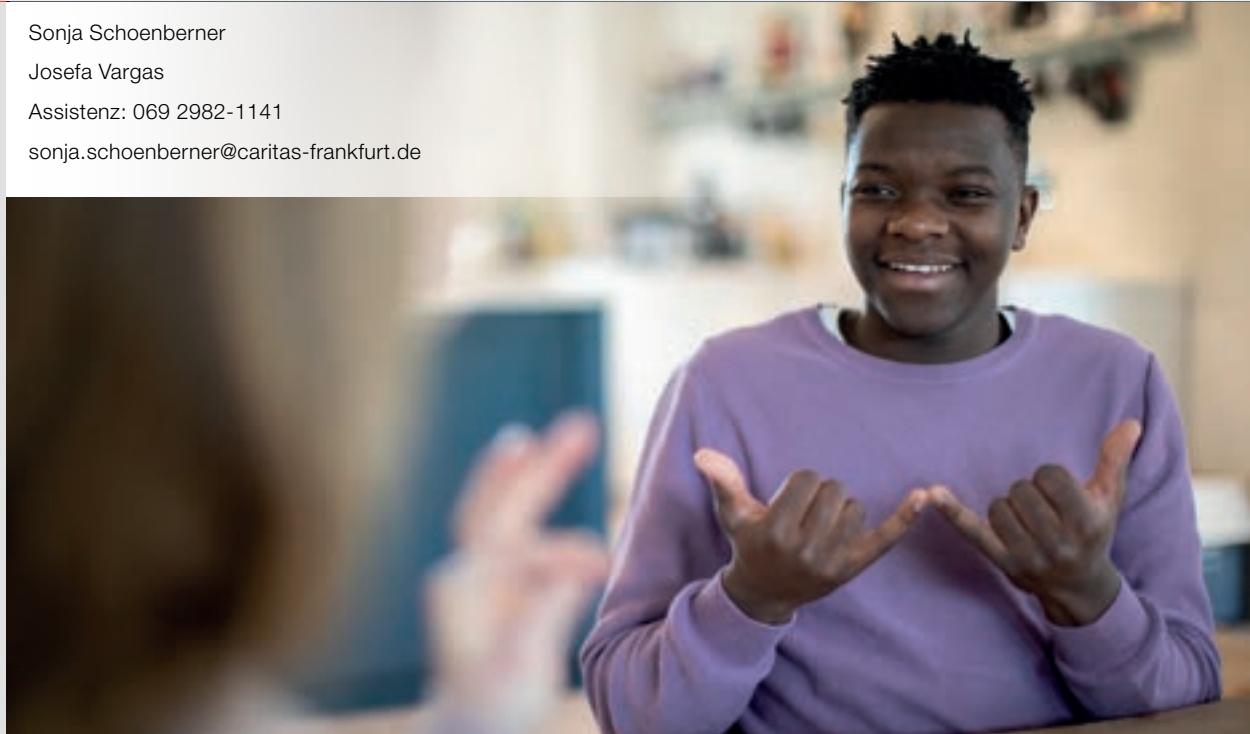 Sonja Schoenberner
Josefa Vargas
Assistenz: 069 2982-1141
sonja.schoenberner@caritas-frankfurt.de